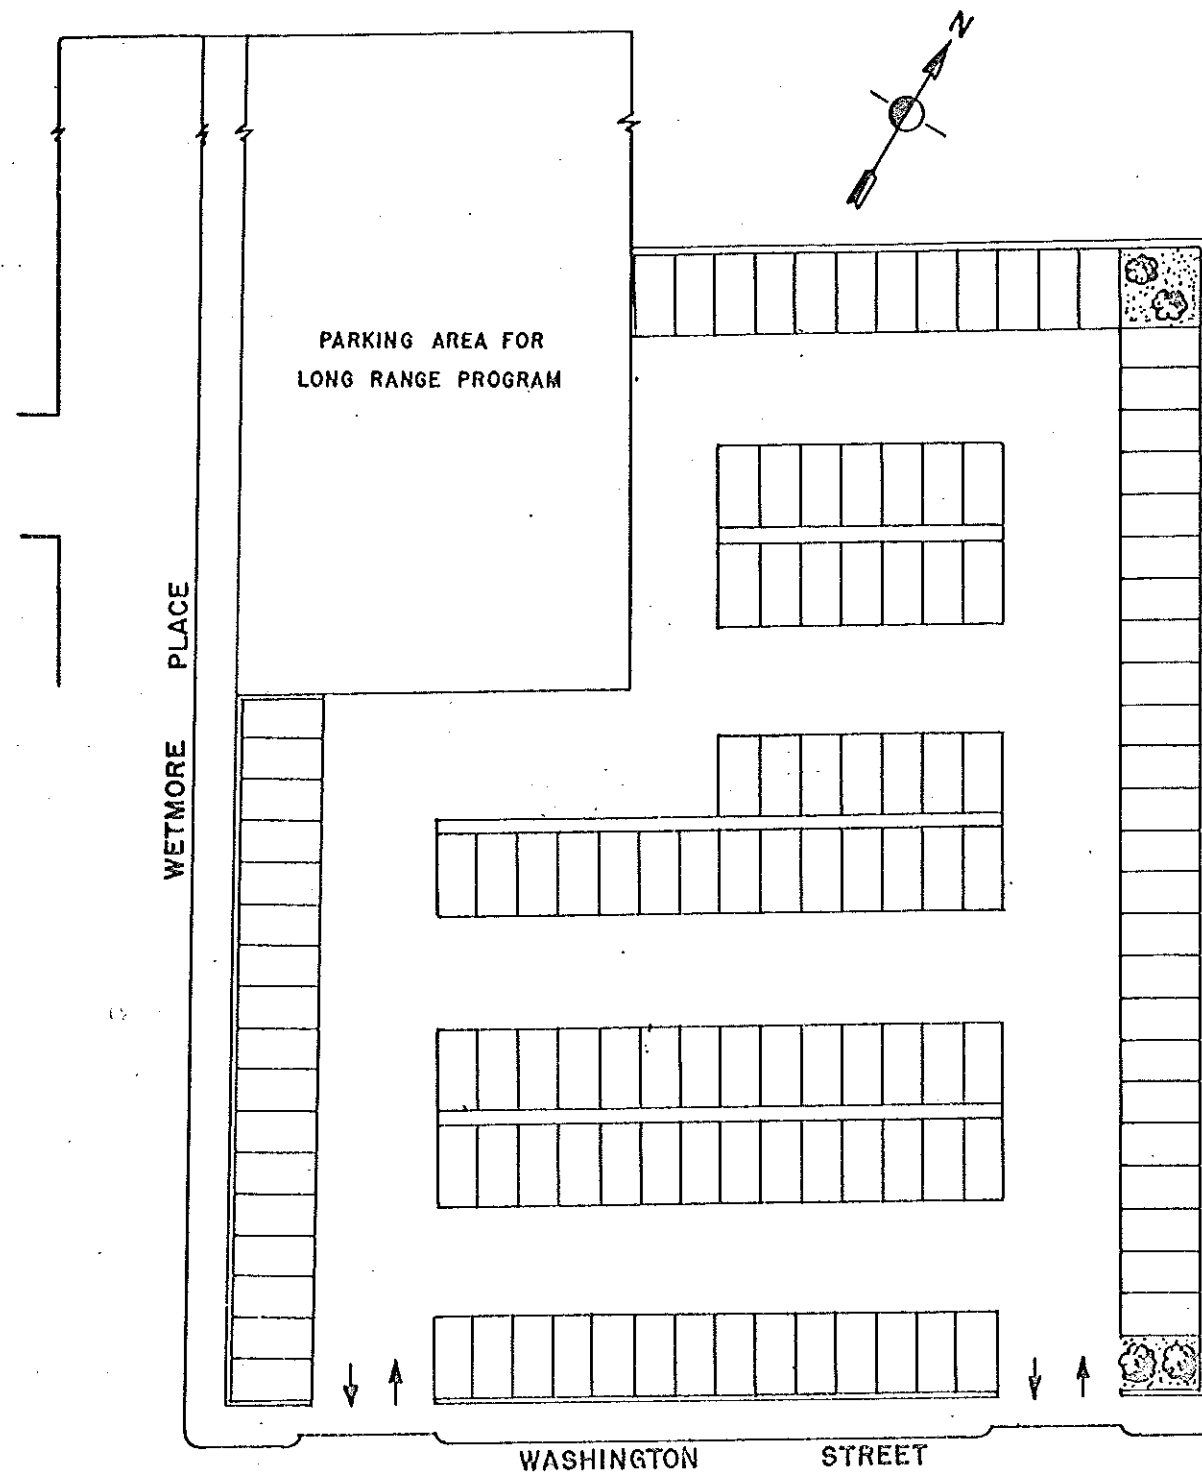 N
PARKING AREA FOR
LONG RANGE PROGRAM
WETMORE PLACE
WASHINGTON STREET